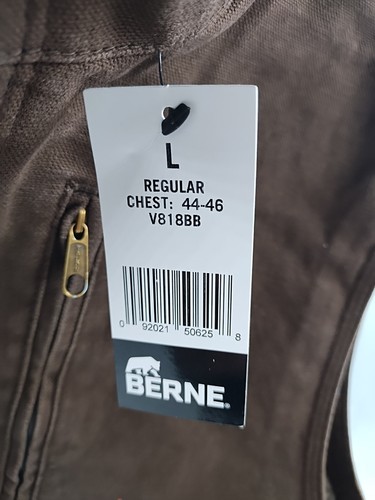 L
REGULAR
CHEST: 44-46
V818BB
0 92021 50625 8
BERNE.